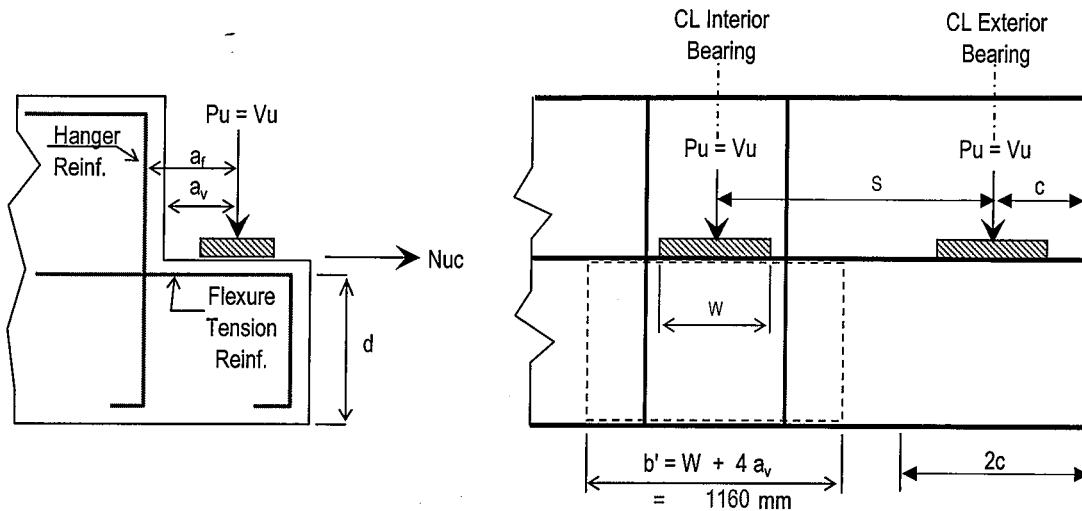 Pu = Vu
Hanger
Reinf.
af
av
Nuc
Flexure
Tension
Reinf.
d
CL Interior
Bearing
CL Exterior
Bearing
Pu = Vu
Pu = Vu
S
c
W
b' = W + 4 av
= 1160 mm
2c